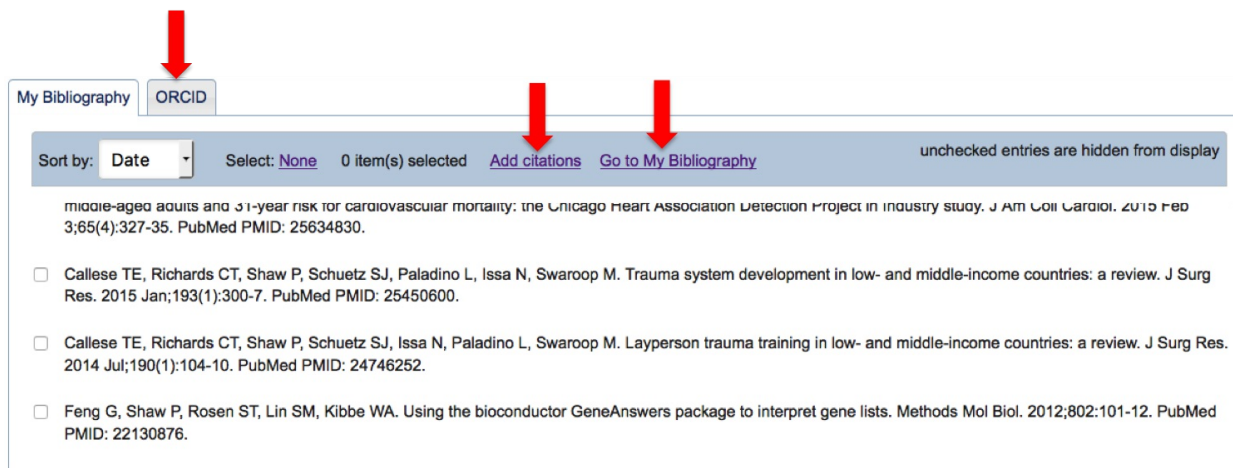 My Bibliography ORCID
Sort by: Date Select: None 0 item(s) selected Add citations Go to My Bibliography unchecked entries are hidden from display
middle-aged adults and 31-year risk for cardiovascular mortality: the Chicago Heart Association Detection Project in Industry study. J Am Coll Cardiol. 2015 Feb
3;65(4):327-35. PubMed PMID: 25634830.
Callese TE, Richards CT, Shaw P, Schuetz SJ, Paladino L, Issa N, Swaroop M. Trauma system development in low- and middle-income countries: a review. J Surg
Res. 2015 Jan;193(1):300-7. PubMed PMID: 25450600.
Callese TE, Richards CT, Shaw P, Schuetz SJ, Issa N, Paladino L, Swaroop M. Layperson trauma training in low- and middle-income countries: a review. J Surg Res.
2014 Jul;190(1):104-10. PubMed PMID: 24746252.
Feng G, Shaw P, Rosen ST, Lin SM, Kibbe WA. Using the bioconductor GeneAnswers package to interpret gene lists. Methods Mol Biol. 2012;802:101-12. PubMed
PMID: 22130876.